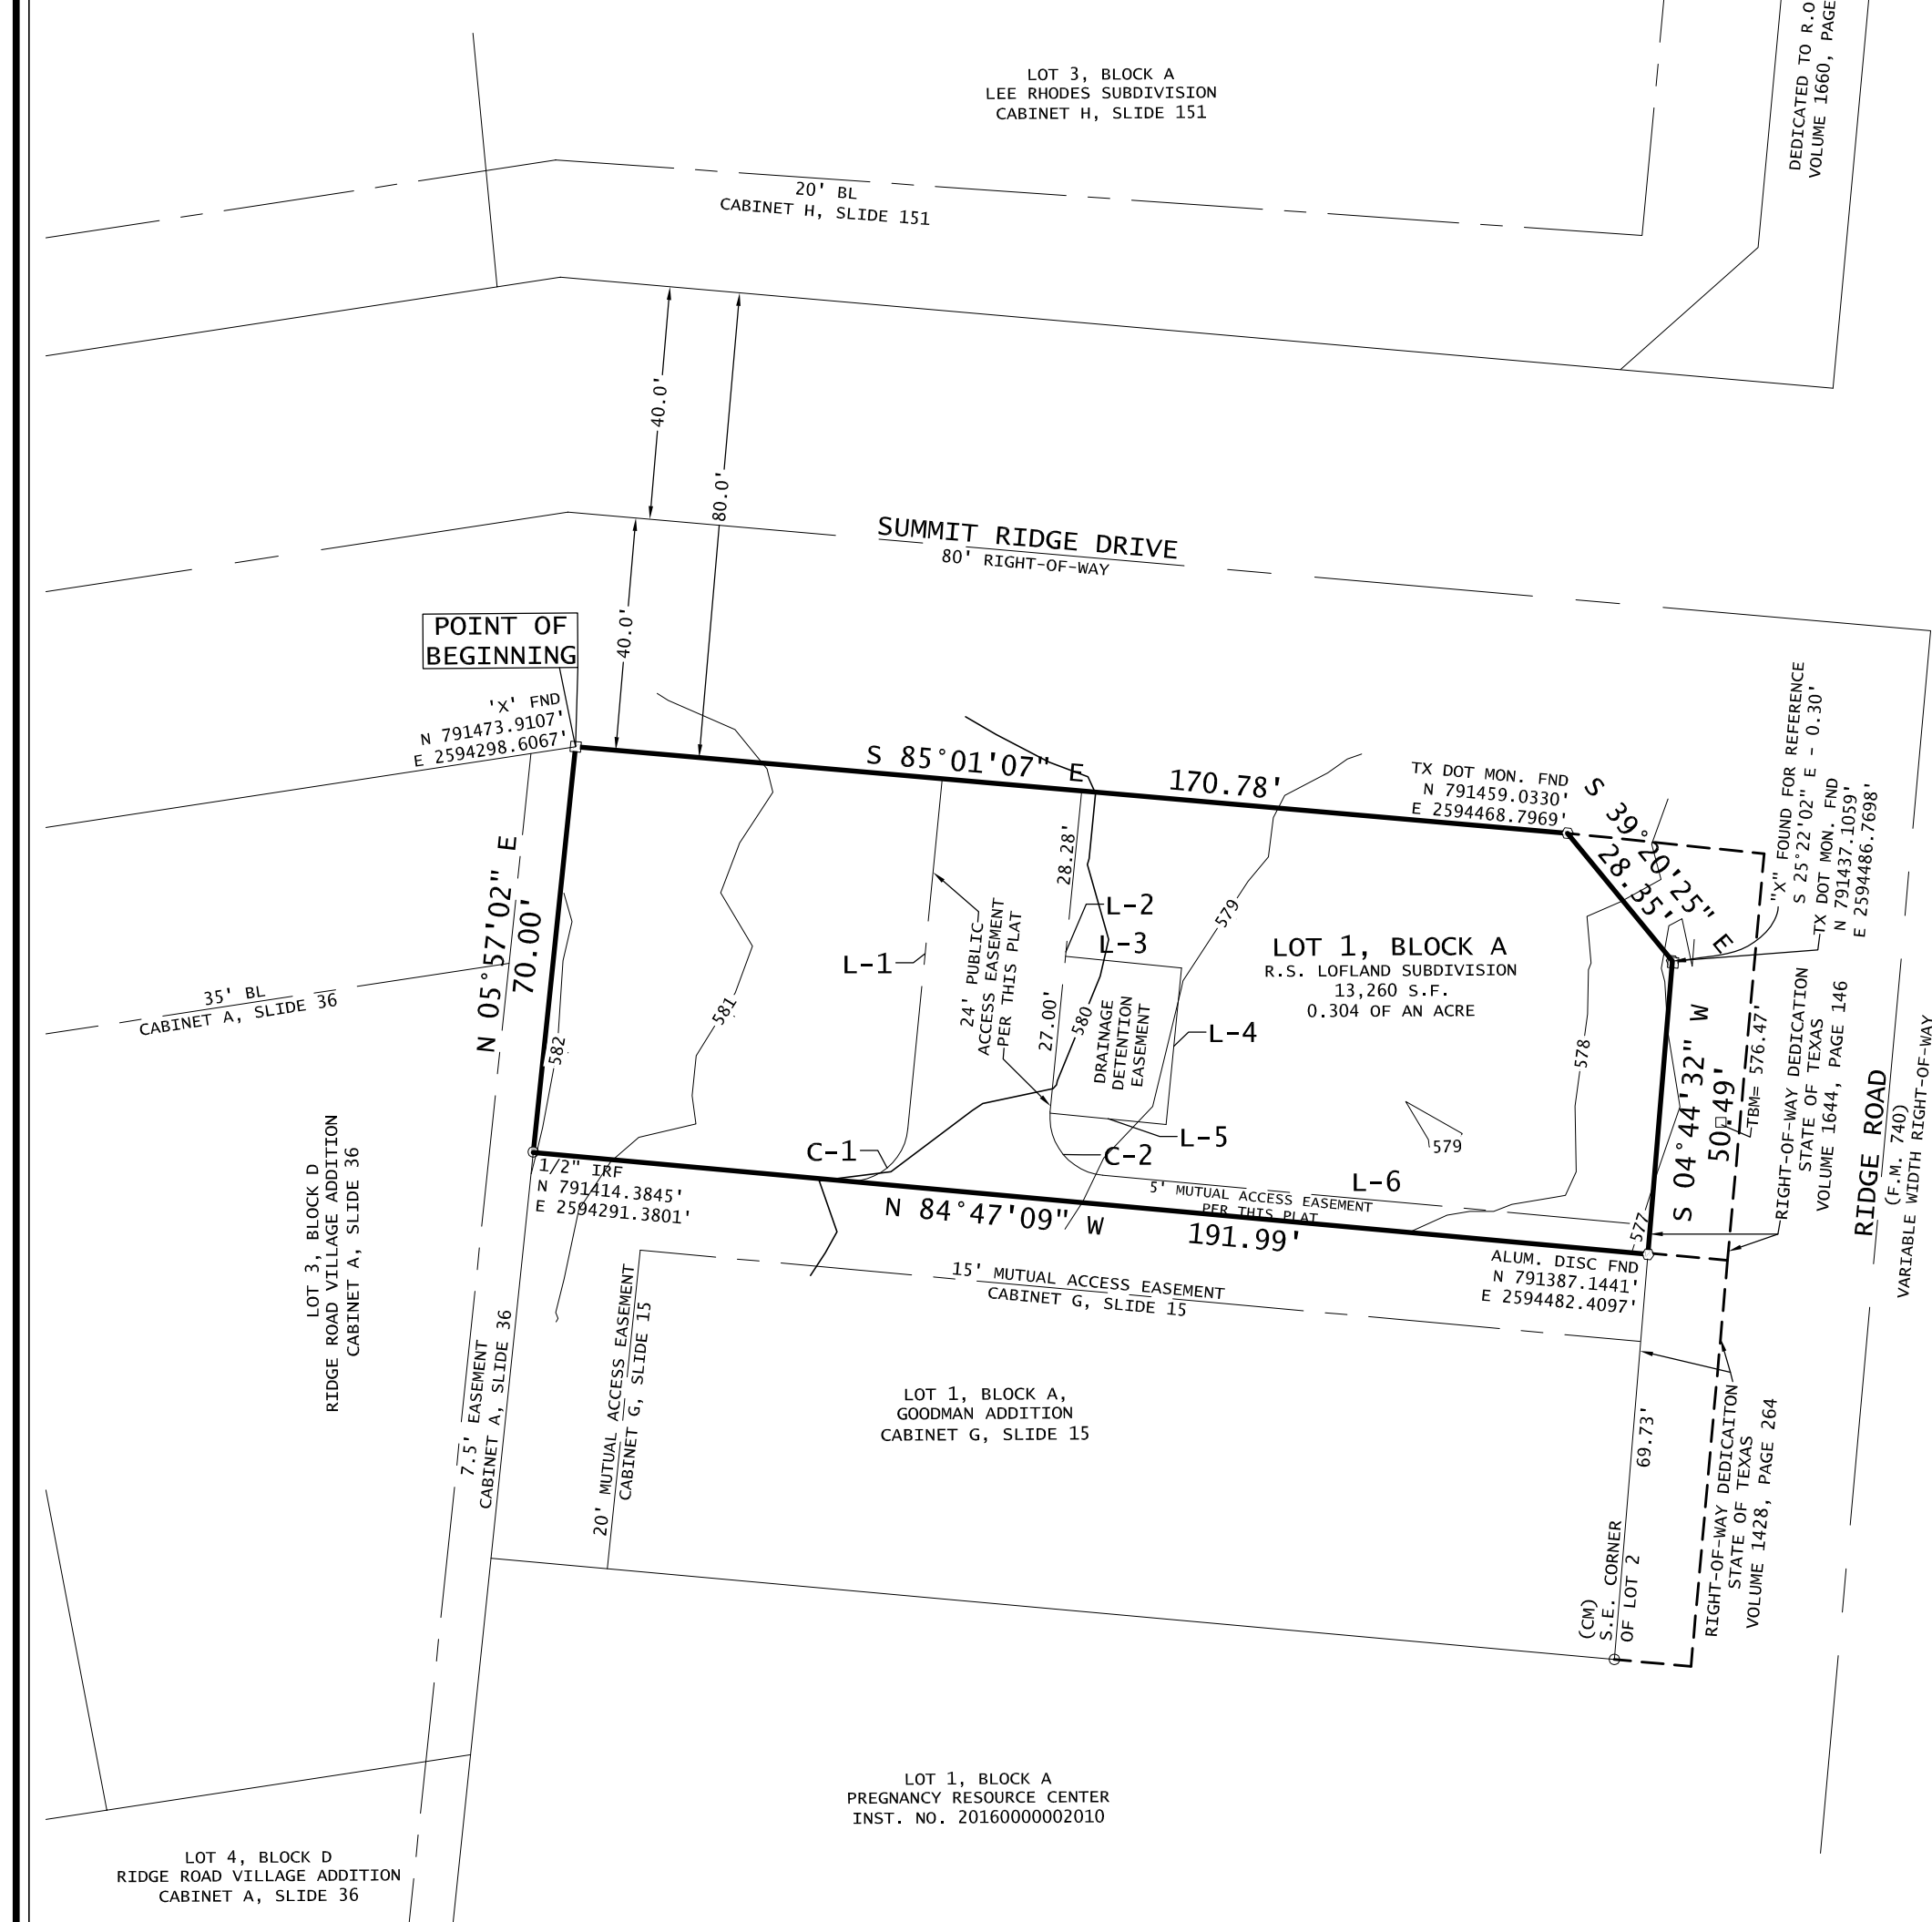 LOT 3, BLOCK A
LEE RHODES SUBDIVISION
CABINET H, SLIDE 151
DEDICATED TO R.O
VOLUME 1660, PAGE
20' BL
CABINET H, SLIDE 151
40.0'
80.0'
SUMMIT RIDGE DRIVE
80' RIGHT-OF-WAY
40.0'
POINT OF
BEGINNING
'X' FND
N 791473.9107'
E 2594298.6067'
S 85°01'07" E 170.78'
TX DOT MON. FND
N 791459.0330'
E 2594468.7969'
S 39°20'25" E
28.35'
"X" FOUND FOR REFERENCE
S 25°22'02" E - 0.30'
TX DOT MON. FND
N 791437.1059'
E 2594486.7698'
N 05°57'02" E
70.00'
28.28'
L-1
24' PUBLIC
ACCESS EASEMENT
PER THIS PLAT
L-2
L-3
579
LOT 1, BLOCK A
R.S. LOFLAND SUBDIVISION
13,260 S.F.
0.304 OF AN ACRE
35' BL
CABINET A, SLIDE 36
582
581
27.00'
580
DRAINAGE
DETENTION
EASEMENT
L-4
578
S 04°44'32" W
50.49'
TBM= 576.47'
RIGHT-OF-WAY DEDICATION
STATE OF TEXAS
VOLUME 1644, PAGE 146
RIDGE ROAD
(F.M. 740)
VARIABLE WIDTH RIGHT-OF-WAY
C-1
L-5
C-2
579
L-6
5' MUTUAL ACCESS EASEMENT
PER THIS PLAT
577
1/2" IRF
N 791414.3845'
E 2594291.3801'
N 84°47'09" W 191.99'
ALUM. DISC FND
N 791387.1441'
E 2594482.4097'
LOT 3, BLOCK D
RIDGE ROAD VILLAGE ADDITION
CABINET A, SLIDE 36
15' MUTUAL ACCESS EASEMENT
CABINET G, SLIDE 15
7.5' EASEMENT
CABINET A, SLIDE 36
20' MUTUAL ACCESS EASEMENT
CABINET G, SLIDE 15
LOT 1, BLOCK A,
GOODMAN ADDITION
CABINET G, SLIDE 15
69.73'
RIGHT-OF-WAY DEDICAITON
STATE OF TEXAS
VOLUME 1428, PAGE 264
(CM)
S.E. CORNER
OF LOT 2
LOT 1, BLOCK A
PREGNANCY RESOURCE CENTER
INST. NO. 20160000002010
LOT 4, BLOCK D
RIDGE ROAD VILLAGE ADDITION
CABINET A, SLIDE 36